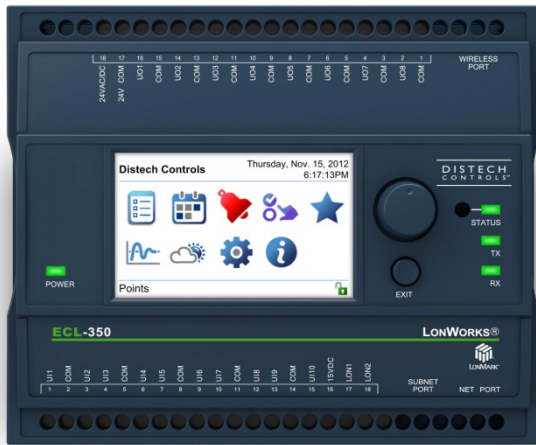 18 17 16 15 14 13 12 11 10 9 8 7 6 5 4 3 2 1
24VAC/DC
24V COM
UO1
COM
UO2
COM
UO3
COM
UO4
COM
UO5
COM
UO6
COM
UO7
COM
UO8
COM
WIRELESS
PORT
Distech Controls
Thursday, Nov. 15, 2012
6:17:13PM
Points
DISTECH
CONTROLS™
STATUS
TX
RX
POWER
EXIT
ECL-350
LONWORKS®
LONMARK®
UI1
COM
UI2
UI3
COM
UI4
UI5
COM
UI6
UI7
COM
UI8
UI9
COM
UI10
15VDC
LON1
LON2
1 2 3 4 5 6 7 8 9 10 11 12 13 14 15 16 17 18
SUBNET
PORT
NET PORT